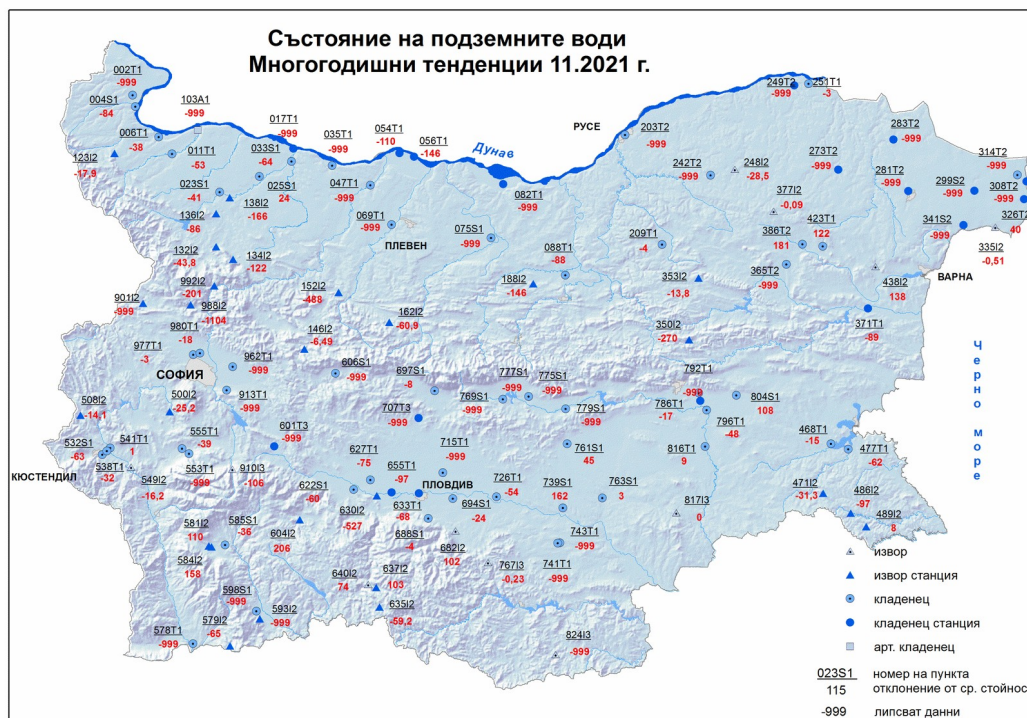 Състояние на подземните води
Многогодишни тенденции 11.2021 г.
002T1
-999
004S1
-84
103A1
-999
006T1
-38
011T1
-53
123I2
-17,9
017T1
-999
033S1
-64
035T1
-999
054T1
-110
056T1
-146
Дунав
РУСЕ
203T2
-999
249T2
-999
251T1
-3
283T2
-999
242T2
-999
248I2
-28,5
273T2
-999
314T2
-999
281T2
-999
299S2
-999
308T2
-999
377I2
-0,09
326T2
40
023S1
-41
025S1
24
138I2
-166
136I2
-86
047T1
-999
082T1
-999
069T1
-999
ПЛЕВЕН
075S1
-999
088T1
-88
209T1
-4
386T2
181
423T1
122
341S2
-999
335I2
-0,51
132I2
-43,8
134I2
-122
992I2
-201
152I2
-488
188I2
-146
353I2
-13,8
365T2
-999
438I2
138
ВАРНА
901I2
-999
988I2
-1104
162I2
-60,9
371T1
-89
980T1
-18
146I2
-6,49
350I2
-270
977T1
-3
962T1
-999
606S1
-999
697S1
-8
777S1
-999
775S1
-999
792T1
-999
СОФИЯ
Черно море
913T1
-999
769S1
-999
779S1
-999
786T1
-17
804S1
108
508I2
-14,1
500I2
-25,2
707T3
-999
796T1
-48
601T3
-999
532S1
-63
541T1
1
555T1
-39
627T1
-75
715T1
-999
761S1
45
816T1
9
468T1
-15
477T1
-62
КЮСТЕНДИЛ
538T1
-32
549I2
-16,2
553T1
-999
910I3
-106
655T1
-97
726T1
-54
739S1
162
763S1
3
471I2
-31,3
486I2
-97
622S1
-60
ПЛОВДИВ
630I2
-527
633T1
-68
694S1
-24
817I3
0
489I2
8
581I2
110
585S1
-36
604I2
206
688S1
-4
682I2
102
743T1
-999
584I2
158
640I2
74
637I2
103
767I3
-0,23
741T1
-999
598S1
-999
593I2
-999
635I2
-59,2
579I2
-65
578T1
-999
824I3
-999
извор
извор станция
кладенец
кладенец станция
арт. кладенец
023S1 номер на пункта
115 отклонение от ср. стойнос
-999 липсват данни